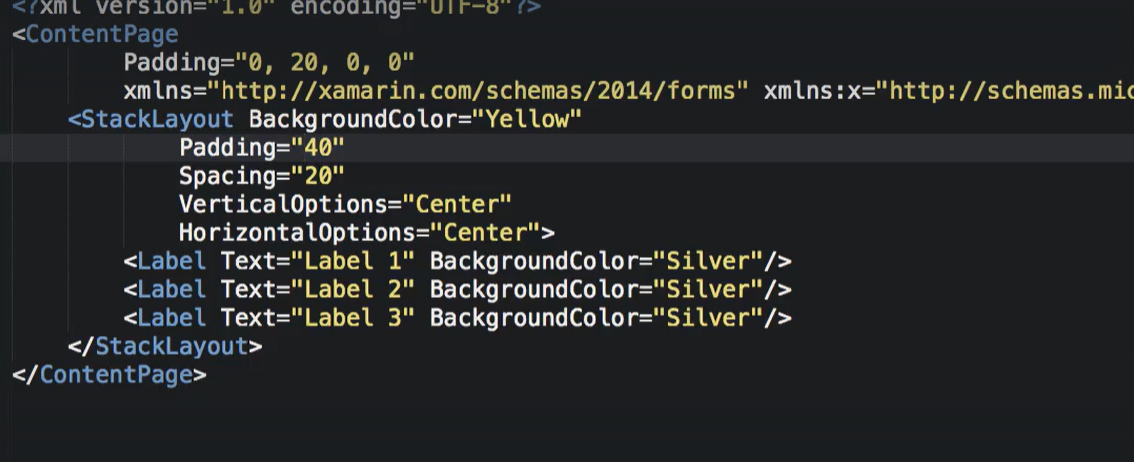 <?xml version="1.0" encoding="UTF-8"?>
<ContentPage
Padding="0, 20, 0, 0"
xmlns="http://xamarin.com/schemas/2014/forms" xmlns:x="http://schemas.mic
<StackLayout BackgroundColor="Yellow"
Padding="40"
Spacing="20"
VerticalOptions="Center"
HorizontalOptions="Center">
<Label Text="Label 1" BackgroundColor="Silver"/>
<Label Text="Label 2" BackgroundColor="Silver"/>
<Label Text="Label 3" BackgroundColor="Silver"/>
</StackLayout>
</ContentPage>